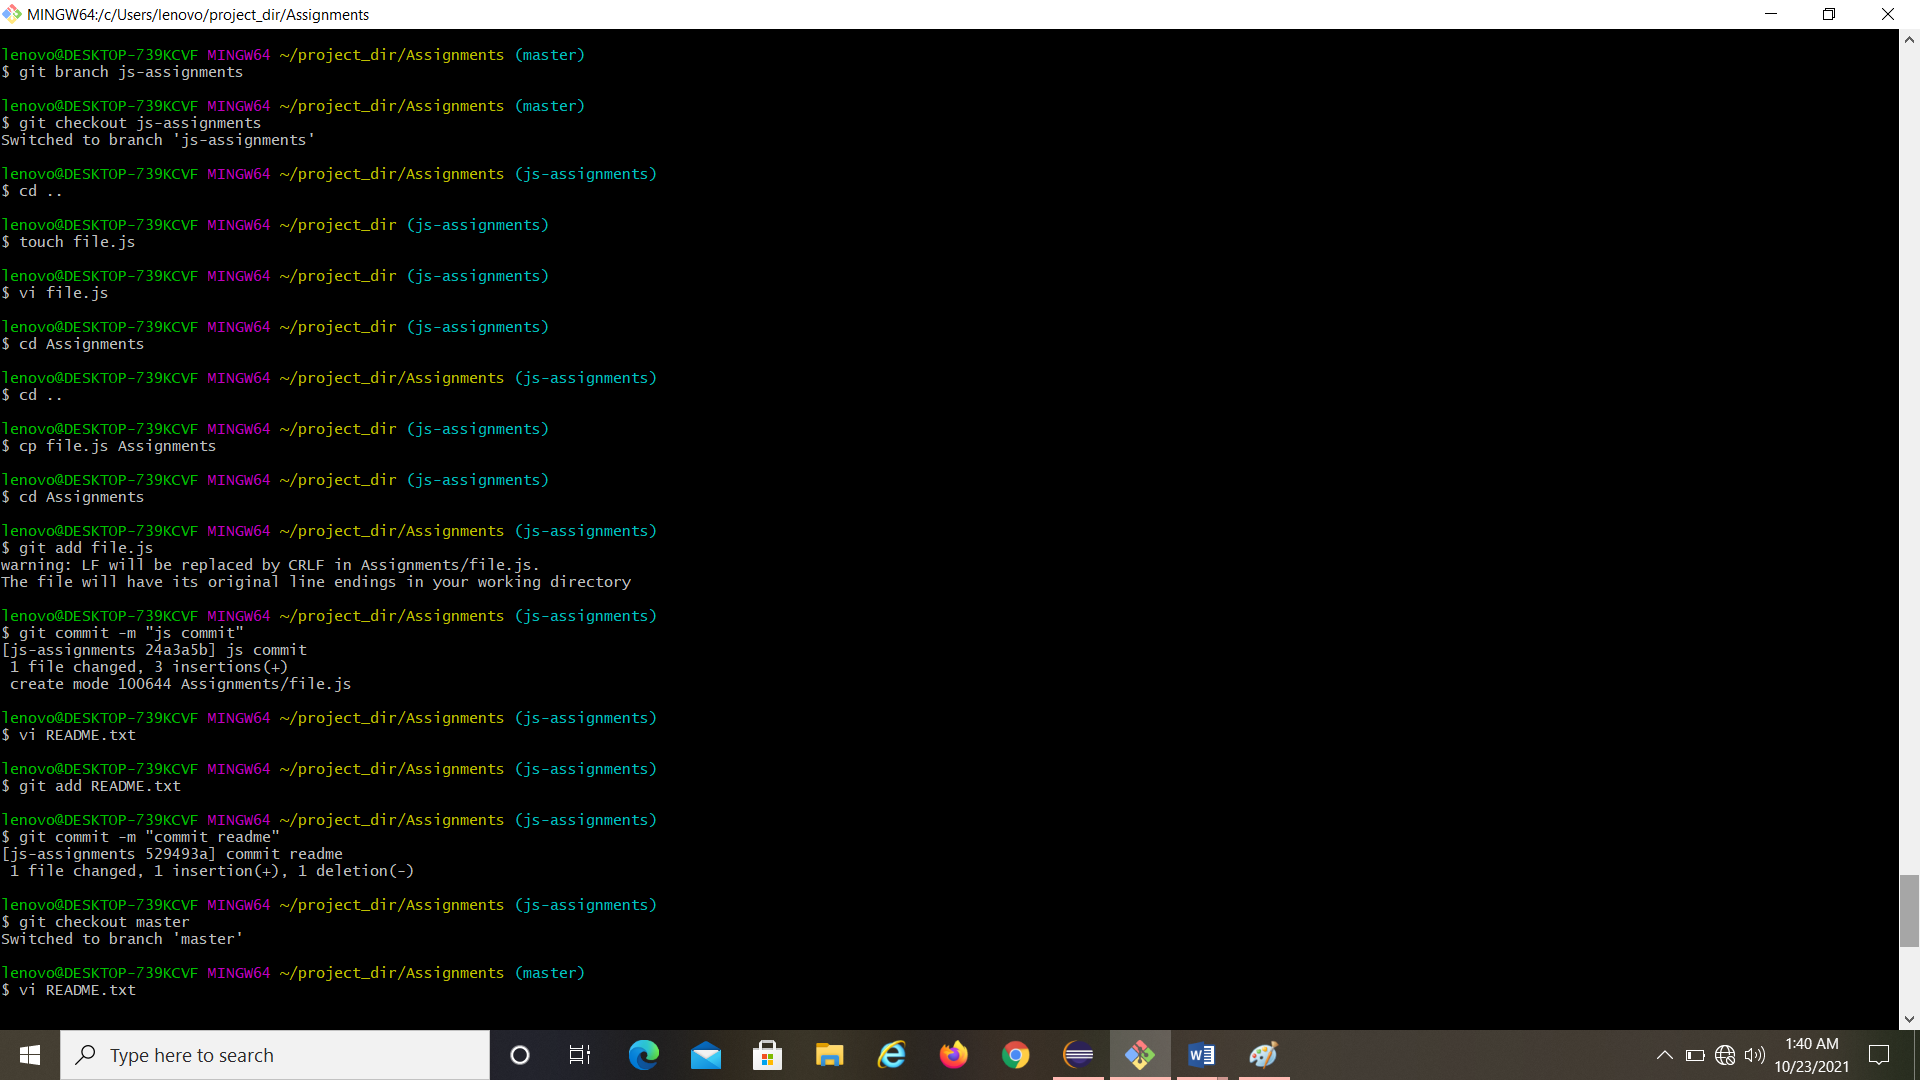 MINGW64:/c/Users/lenovo/project_dir/Assignments
lenovo@DESKTOP-739KCVF MINGW64 ~/project_dir/Assignments (master)
$ git branch js-assignments
lenovo@DESKTOP-739KCVF MINGW64 ~/project_dir/Assignments (master)
$ git checkout js-assignments
Switched to branch 'js-assignments'
lenovo@DESKTOP-739KCVF MINGW64 ~/project_dir/Assignments (js-assignments)
$ cd ..
lenovo@DESKTOP-739KCVF MINGW64 ~/project_dir (js-assignments)
$ touch file.js
lenovo@DESKTOP-739KCVF MINGW64 ~/project_dir (js-assignments)
$ vi file.js
lenovo@DESKTOP-739KCVF MINGW64 ~/project_dir (js-assignments)
$ cd Assignments
lenovo@DESKTOP-739KCVF MINGW64 ~/project_dir/Assignments (js-assignments)
$ cd ..
lenovo@DESKTOP-739KCVF MINGW64 ~/project_dir (js-assignments)
$ cp file.js Assignments
lenovo@DESKTOP-739KCVF MINGW64 ~/project_dir (js-assignments)
$ cd Assignments
lenovo@DESKTOP-739KCVF MINGW64 ~/project_dir/Assignments (js-assignments)
$ git add file.js
warning: LF will be replaced by CRLF in Assignments/file.js.
The file will have its original line endings in your working directory
lenovo@DESKTOP-739KCVF MINGW64 ~/project_dir/Assignments (js-assignments)
$ git commit -m "js commit"
[js-assignments 24a3a5b] js commit
1 file changed, 3 insertions(+)
create mode 100644 Assignments/file.js
lenovo@DESKTOP-739KCVF MINGW64 ~/project_dir/Assignments (js-assignments)
$ vi README.txt
lenovo@DESKTOP-739KCVF MINGW64 ~/project_dir/Assignments (js-assignments)
$ git add README.txt
lenovo@DESKTOP-739KCVF MINGW64 ~/project_dir/Assignments (js-assignments)
$ git commit -m "commit readme"
[js-assignments 529493a] commit readme
1 file changed, 1 insertion(+), 1 deletion(-)
lenovo@DESKTOP-739KCVF MINGW64 ~/project_dir/Assignments (js-assignments)
$ git checkout master
Switched to branch 'master'
lenovo@DESKTOP-739KCVF MINGW64 ~/project_dir/Assignments (master)
$ vi README.txt
Type here to search
1:40 AM
10/23/2021